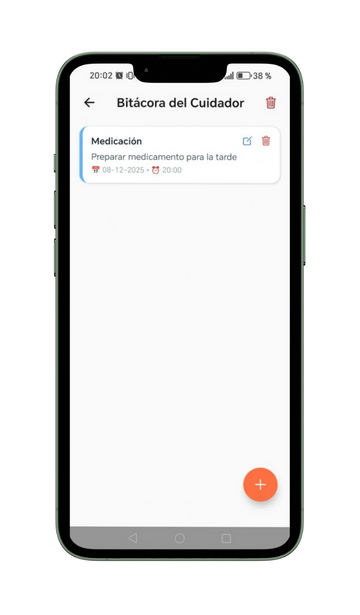 20:02 38 %
Bitácora del Cuidador
Medicación
Preparar medicamento para la tarde
08-12-2025 • 20:00